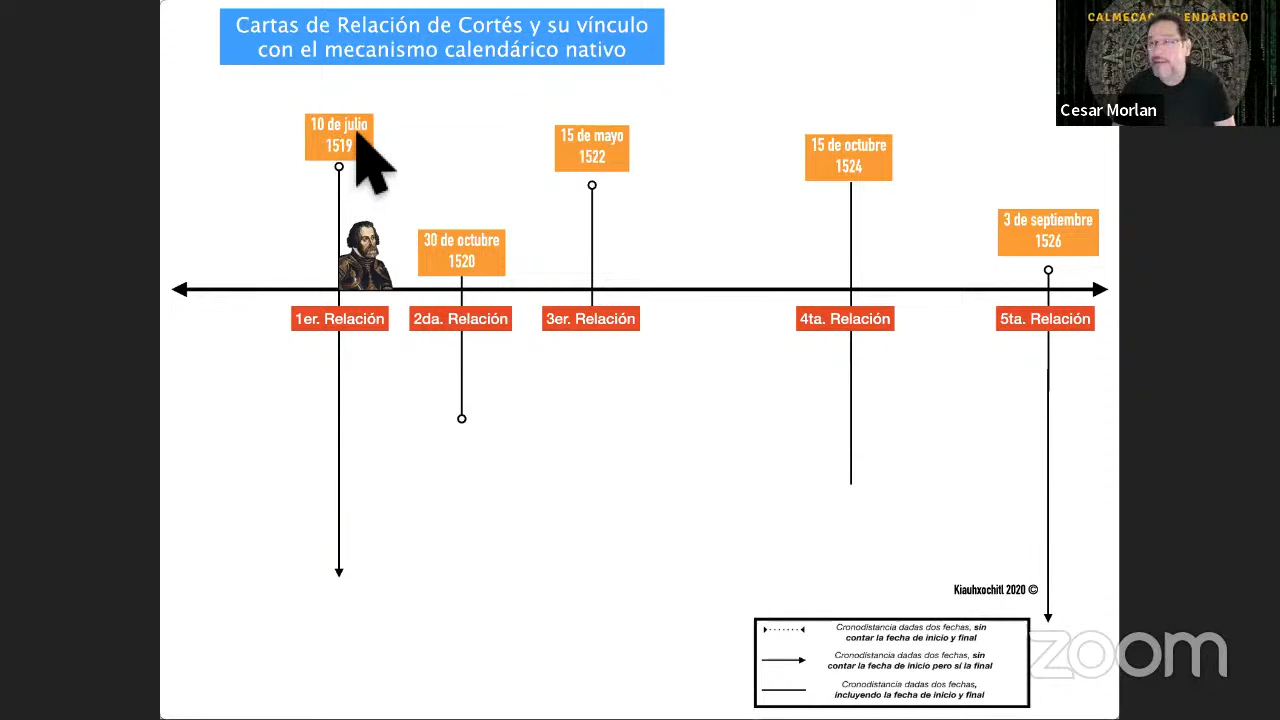 Cartas de Relación de Cortés y su vínculo
con el mecanismo calendárico nativo
CALMECAC
ENDÁRICO
Cesar Morlan
10 de julio
1519
15 de mayo
1522
15 de octubre
1524
30 de octubre
1520
3 de septiembre
1526
1er. Relación
2da. Relación
3er. Relación
4ta. Relación
5ta. Relación
Kiauhxochitl 2020 ©
Cronodistancia dadas dos fechas, sin
contar la fecha de inicio y final
Cronodistancia dadas dos fechas, sin
contar la fecha de inicio pero sí la final
Cronodistancia dadas dos fechas,
incluyendo la fecha de inicio y final
zoom